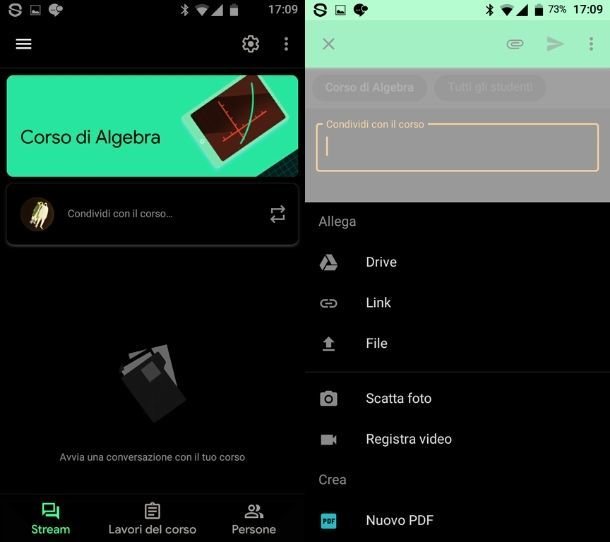 17:09
Corso di Algebra
Condividi con il corso...
Avvia una conversazione con il tuo corso
Stream
Lavori del corso
Persone
73% 17:09
Corso di Algebra
Tutti gli studenti
Condividi con il corso
Allega
Drive
Link
File
Scatta foto
Registra video
Crea
PDF
Nuovo PDF